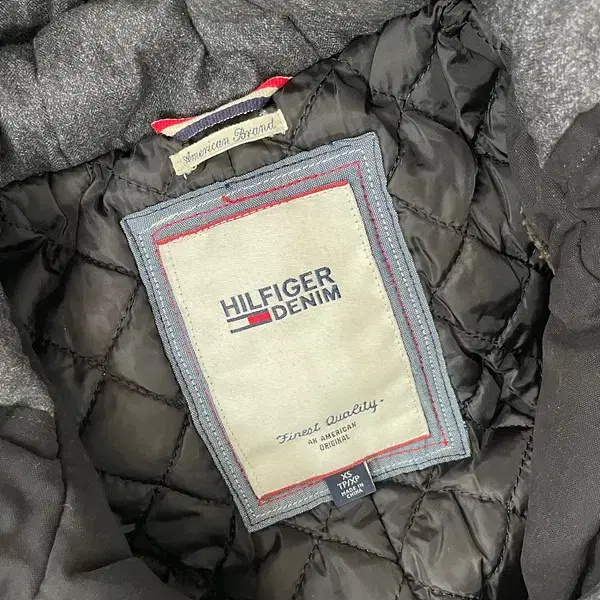 American Brand
HILFIGER
DENIM
Finest Quality
AN AMERICAN
ORIGINAL
XS
TP/XP
MADE IN
CHINA